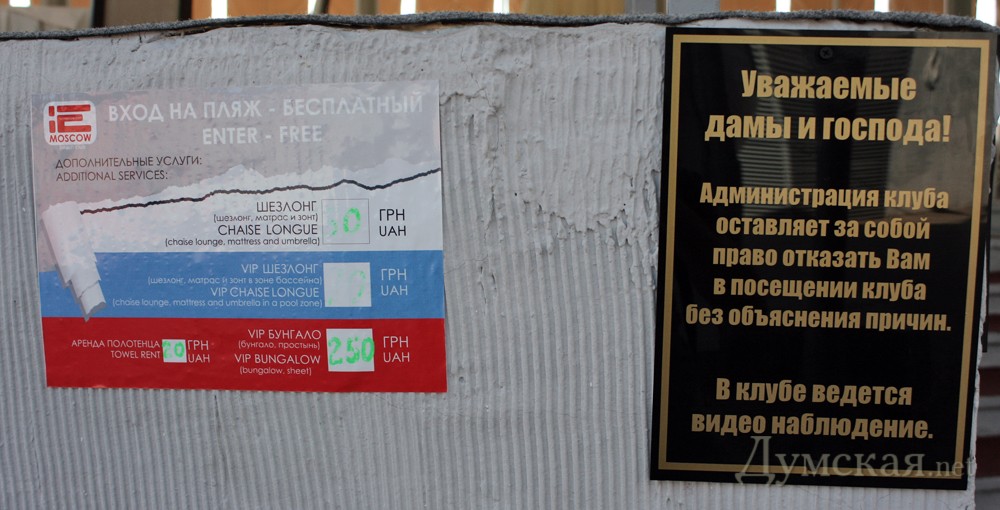 iE
MOSCOW
ВХОД НА ПЛЯЖ - БЕСПЛАТНЫЙ
ENTER - FREE
ДОПОЛНИТЕЛЬНЫЕ УСЛУГИ:
ADDITIONAL SERVICES:
ШЕЗЛОНГ
(шезлонг, матрас и зонт)
CHAISE LONGUE
(chaise lounge, mattress and umbrella)
ГРН
UAH
VIP ШЕЗЛОНГ
(шезлонг, матрас и зонт в зоне бассейна)
VIP CHAISE LONGUE
(chaise lounge, mattress and umbrella in a pool zone)
ГРН
UAH
АРЕНДА ПОЛОТЕНЦА
TOWEL RENT
ГРН
UAH
VIP БУНГАЛО
(бунгало, простынь)
VIP BUNGALOW
(bungalow, sheet)
250
ГРН
UAH
Уважаемые
дамы и господа!
Администрация клуба
оставляет за собой
право отказать Вам
в посещении клуба
без объяснения причин.
В клубе ведется
видео наблюдение.
Думская.net